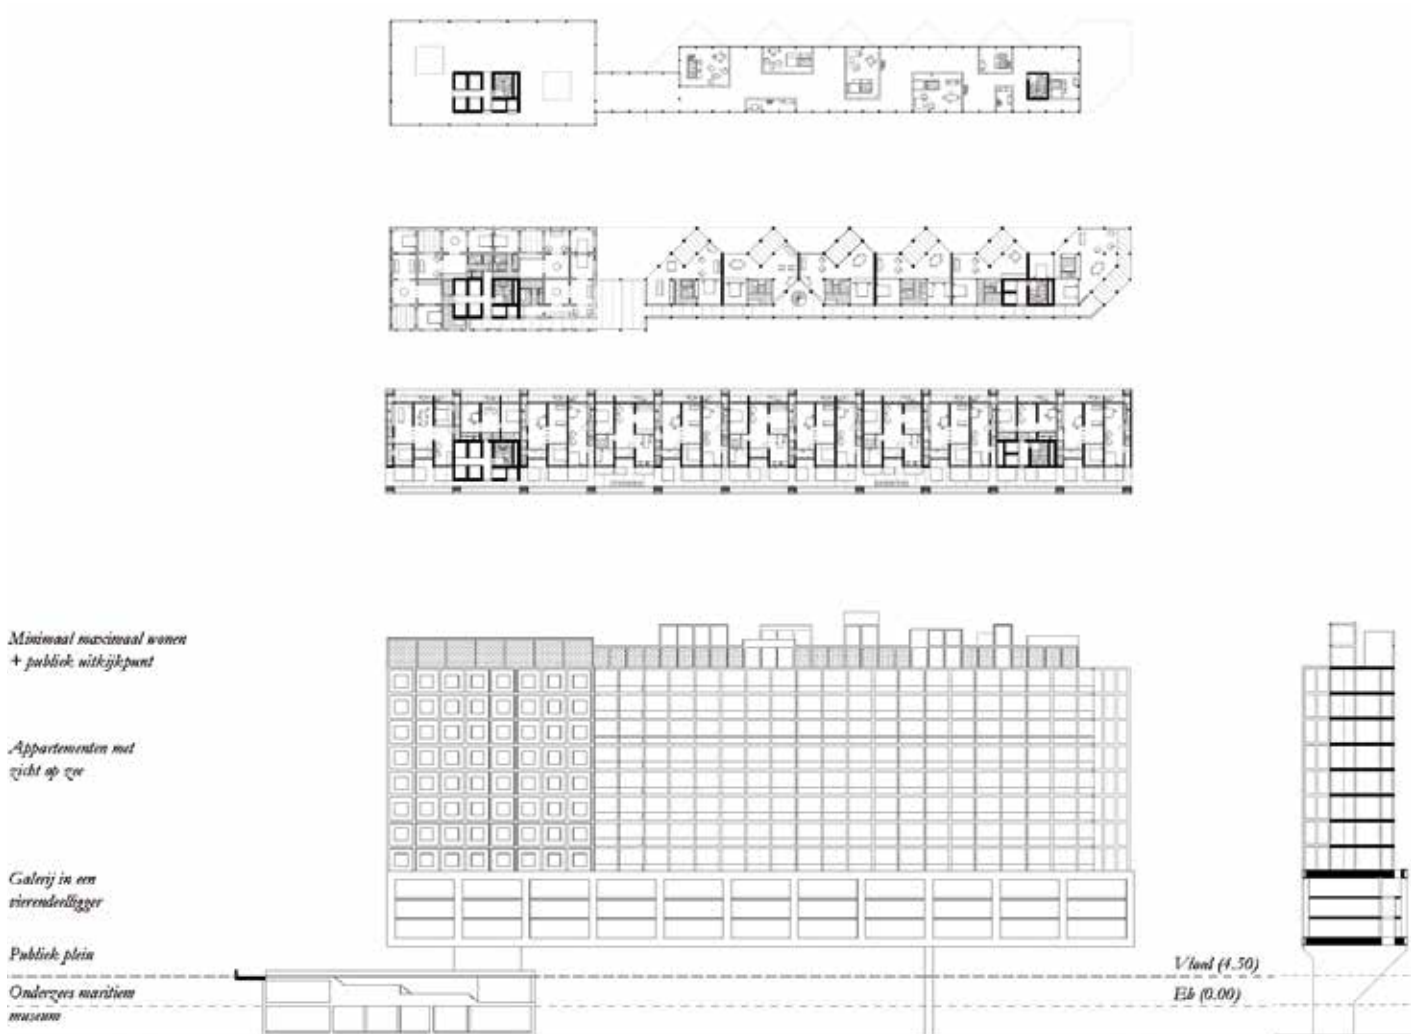 Minimaal maximaal wonen
+ publiek uitkijkpunt
Appartementen met
zicht op zee
Galerij in een
vierendeelligger
Publiek plein
Vloed (4.50)
Onderzees maritiem
museum
Eb (0.00)